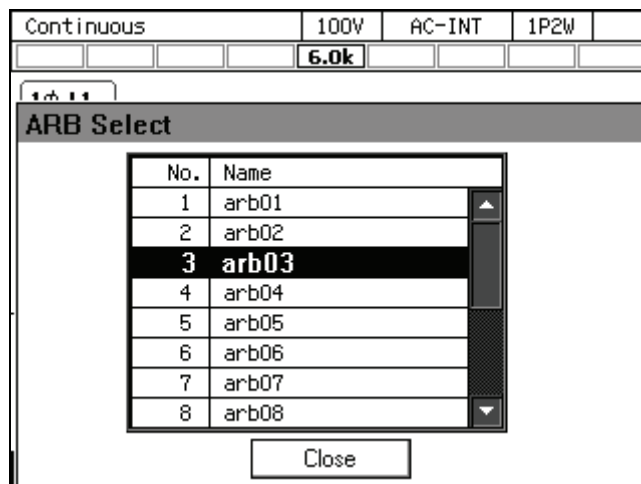 Continuous 100V AC-INT 1P2W
6.0k
ARB Select
No. Name
1 arb01
2 arb02
3 arb03
4 arb04
5 arb05
6 arb06
7 arb07
8 arb08
Close